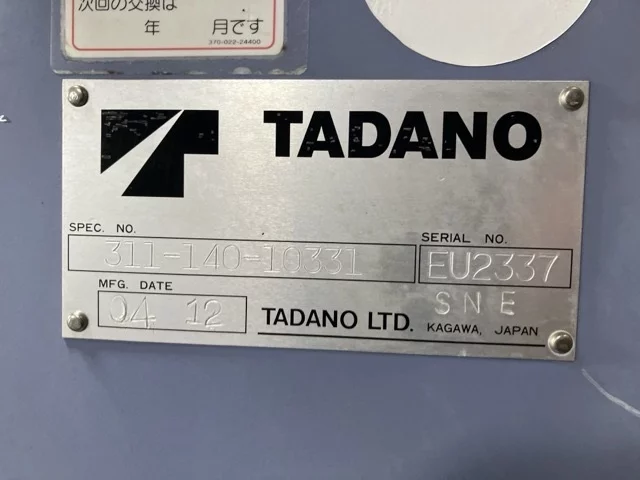 次回の交換は
年 月です
370-022-24400
TADANO
SPEC. NO.
311-140-10331
SERIAL NO.
EU2337
MFG. DATE
04 12
SNE
TADANO LTD. KAGAWA, JAPAN